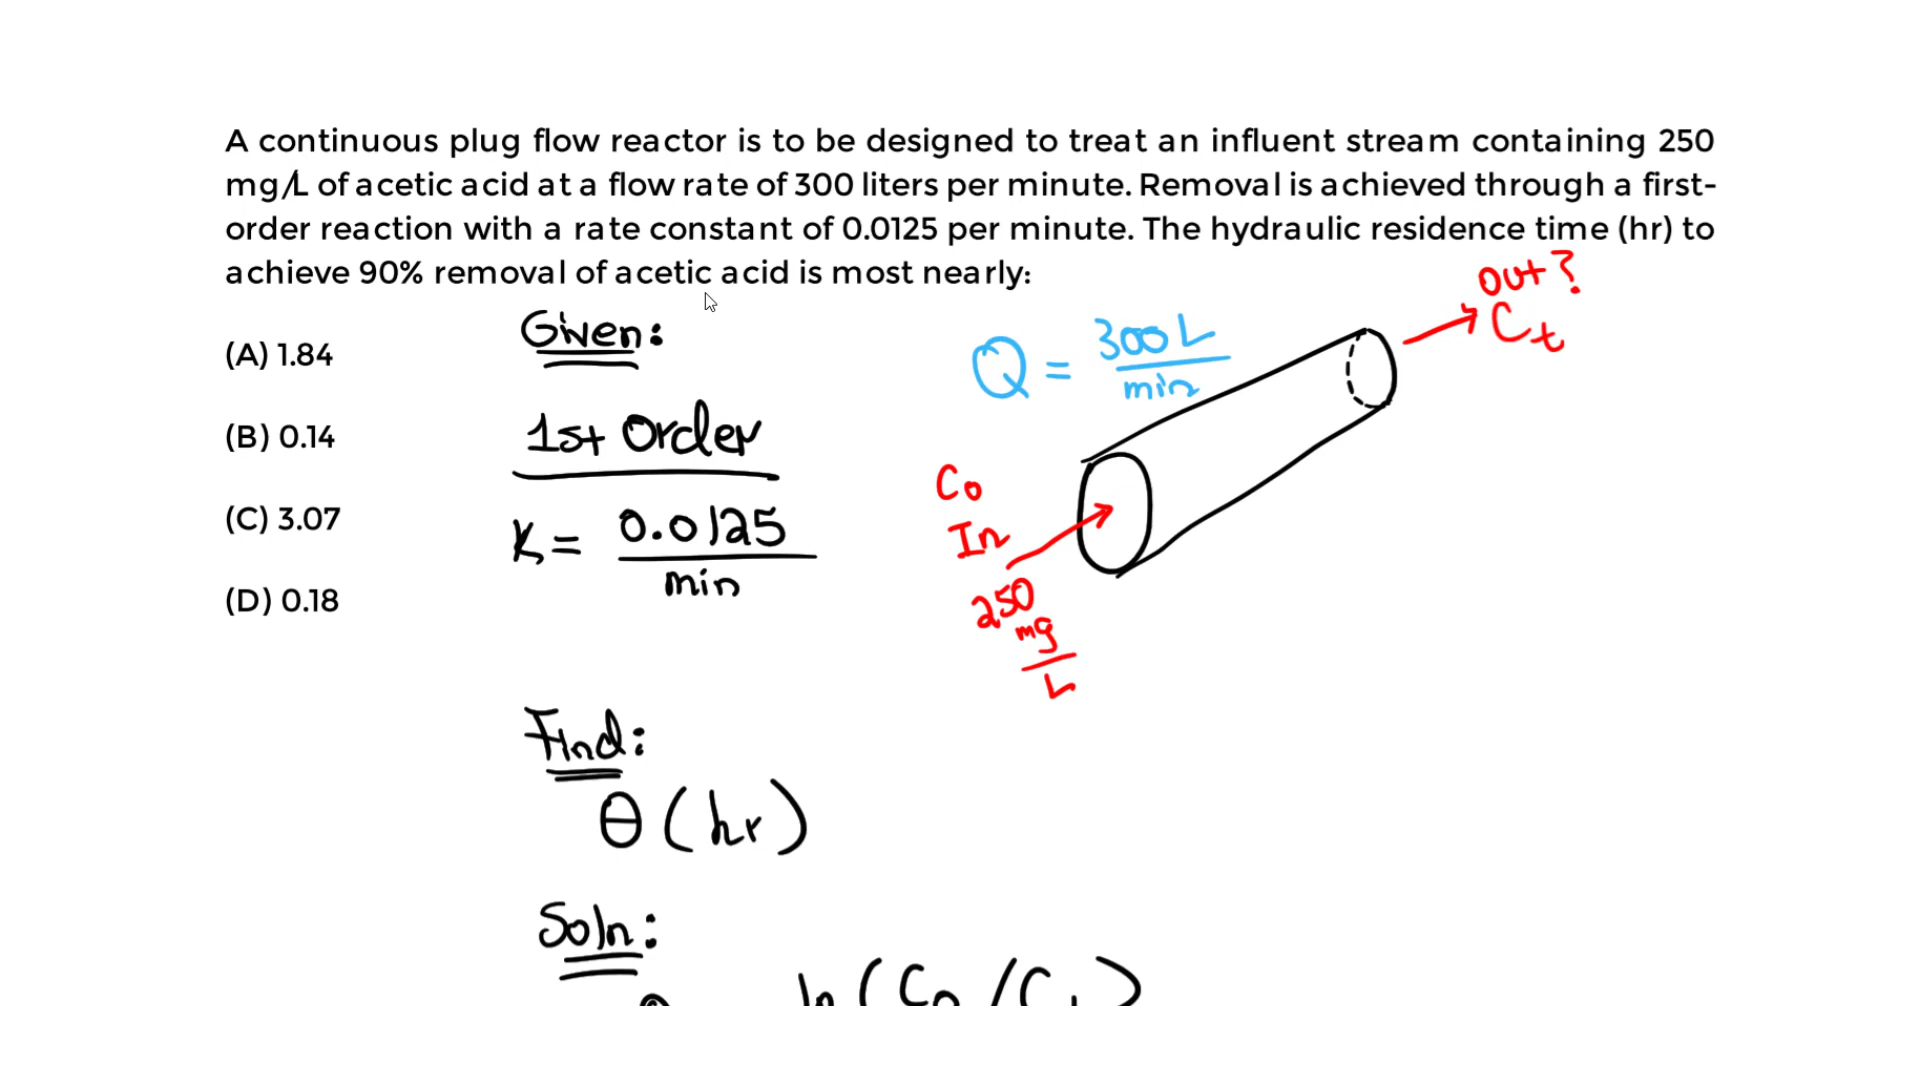 A continuous plug flow reactor is to be designed to treat an influent stream containing 250
mg/L of acetic acid at a flow rate of 300 liters per minute. Removal is achieved through a first-
order reaction with a rate constant of 0.0125 per minute. The hydraulic residence time (hr) to
achieve 90% removal of acetic acid is most nearly:
(A) 1.84
(B) 0.14
(C) 3.07
(D) 0.18
Given:
1st Order
K = 0.0125
min
Find:
θ (hr)
Soln:
ln (Co / Ct)
Q = 300 L
min
out?
Ct
Co
In
250
mg
L